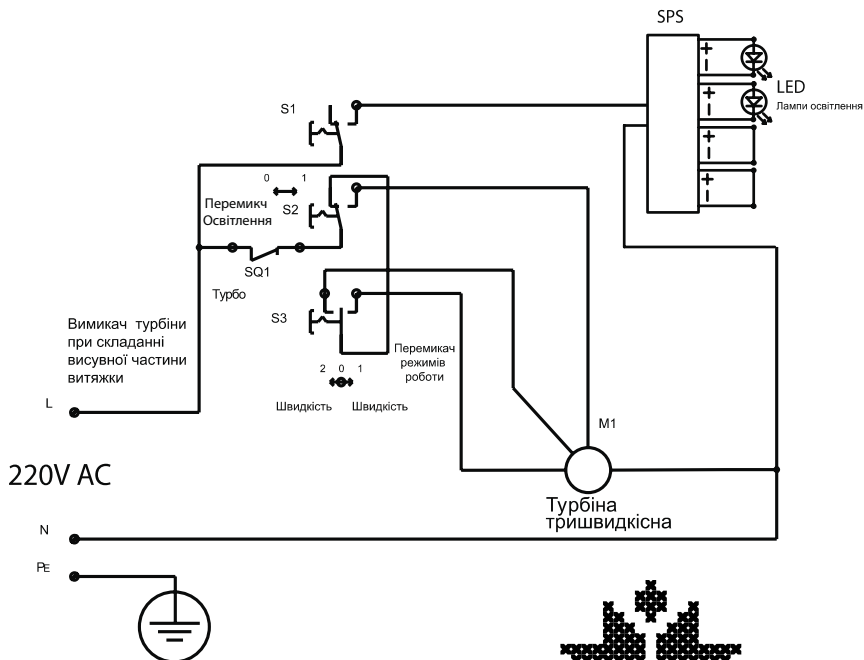 SPS
S1
LED
Лампи освітлення
0 1
Перемикч
Освітлення
S2
SQ1
Турбо
S3
Вимикач турбіни
при складанні
висувної частини
витяжки
Перемикач
режимів
роботи
2 0 1
Швидкість Швидкість
L
M1
220V AC
Турбіна
тришвидкісна
N
PE